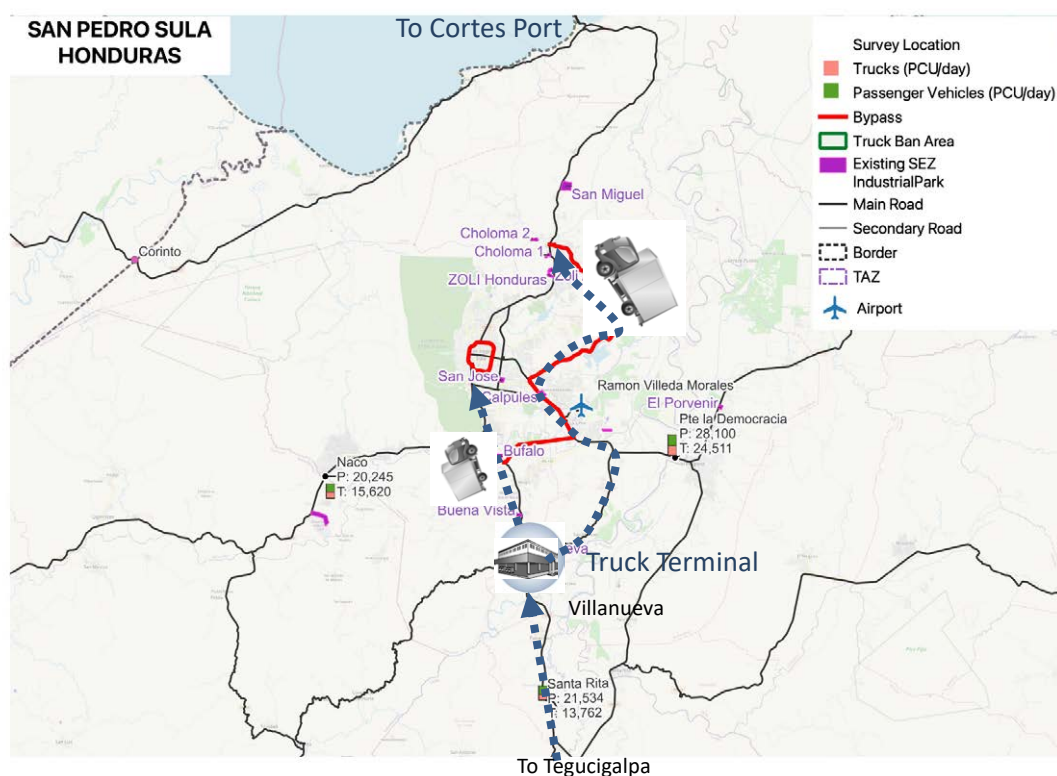 SAN PEDRO SULA
HONDURAS
To Cortes Port
Survey Location
Trucks (PCU/day)
Passenger Vehicles (PCU/day)
Bypass
Truck Ban Area
Existing SEZ
IndustrialPark
Main Road
Secondary Road
Border
TAZ
Airport
San Miguel
Choloma 2
Choloma 1
ZOLI Honduras
Zoli
Corinto
San Jose
Calpules
Ramon Villeda Morales
El Porvenir
Pte la Democracia
P: 28,100
T: 24,511
Bufalo
Naco
P: 20,245
T: 15,620
Buena Vista
Truck Terminal
Villanueva
Santa Rita
P: 21,534
T: 13,762
To Tegucigalpa